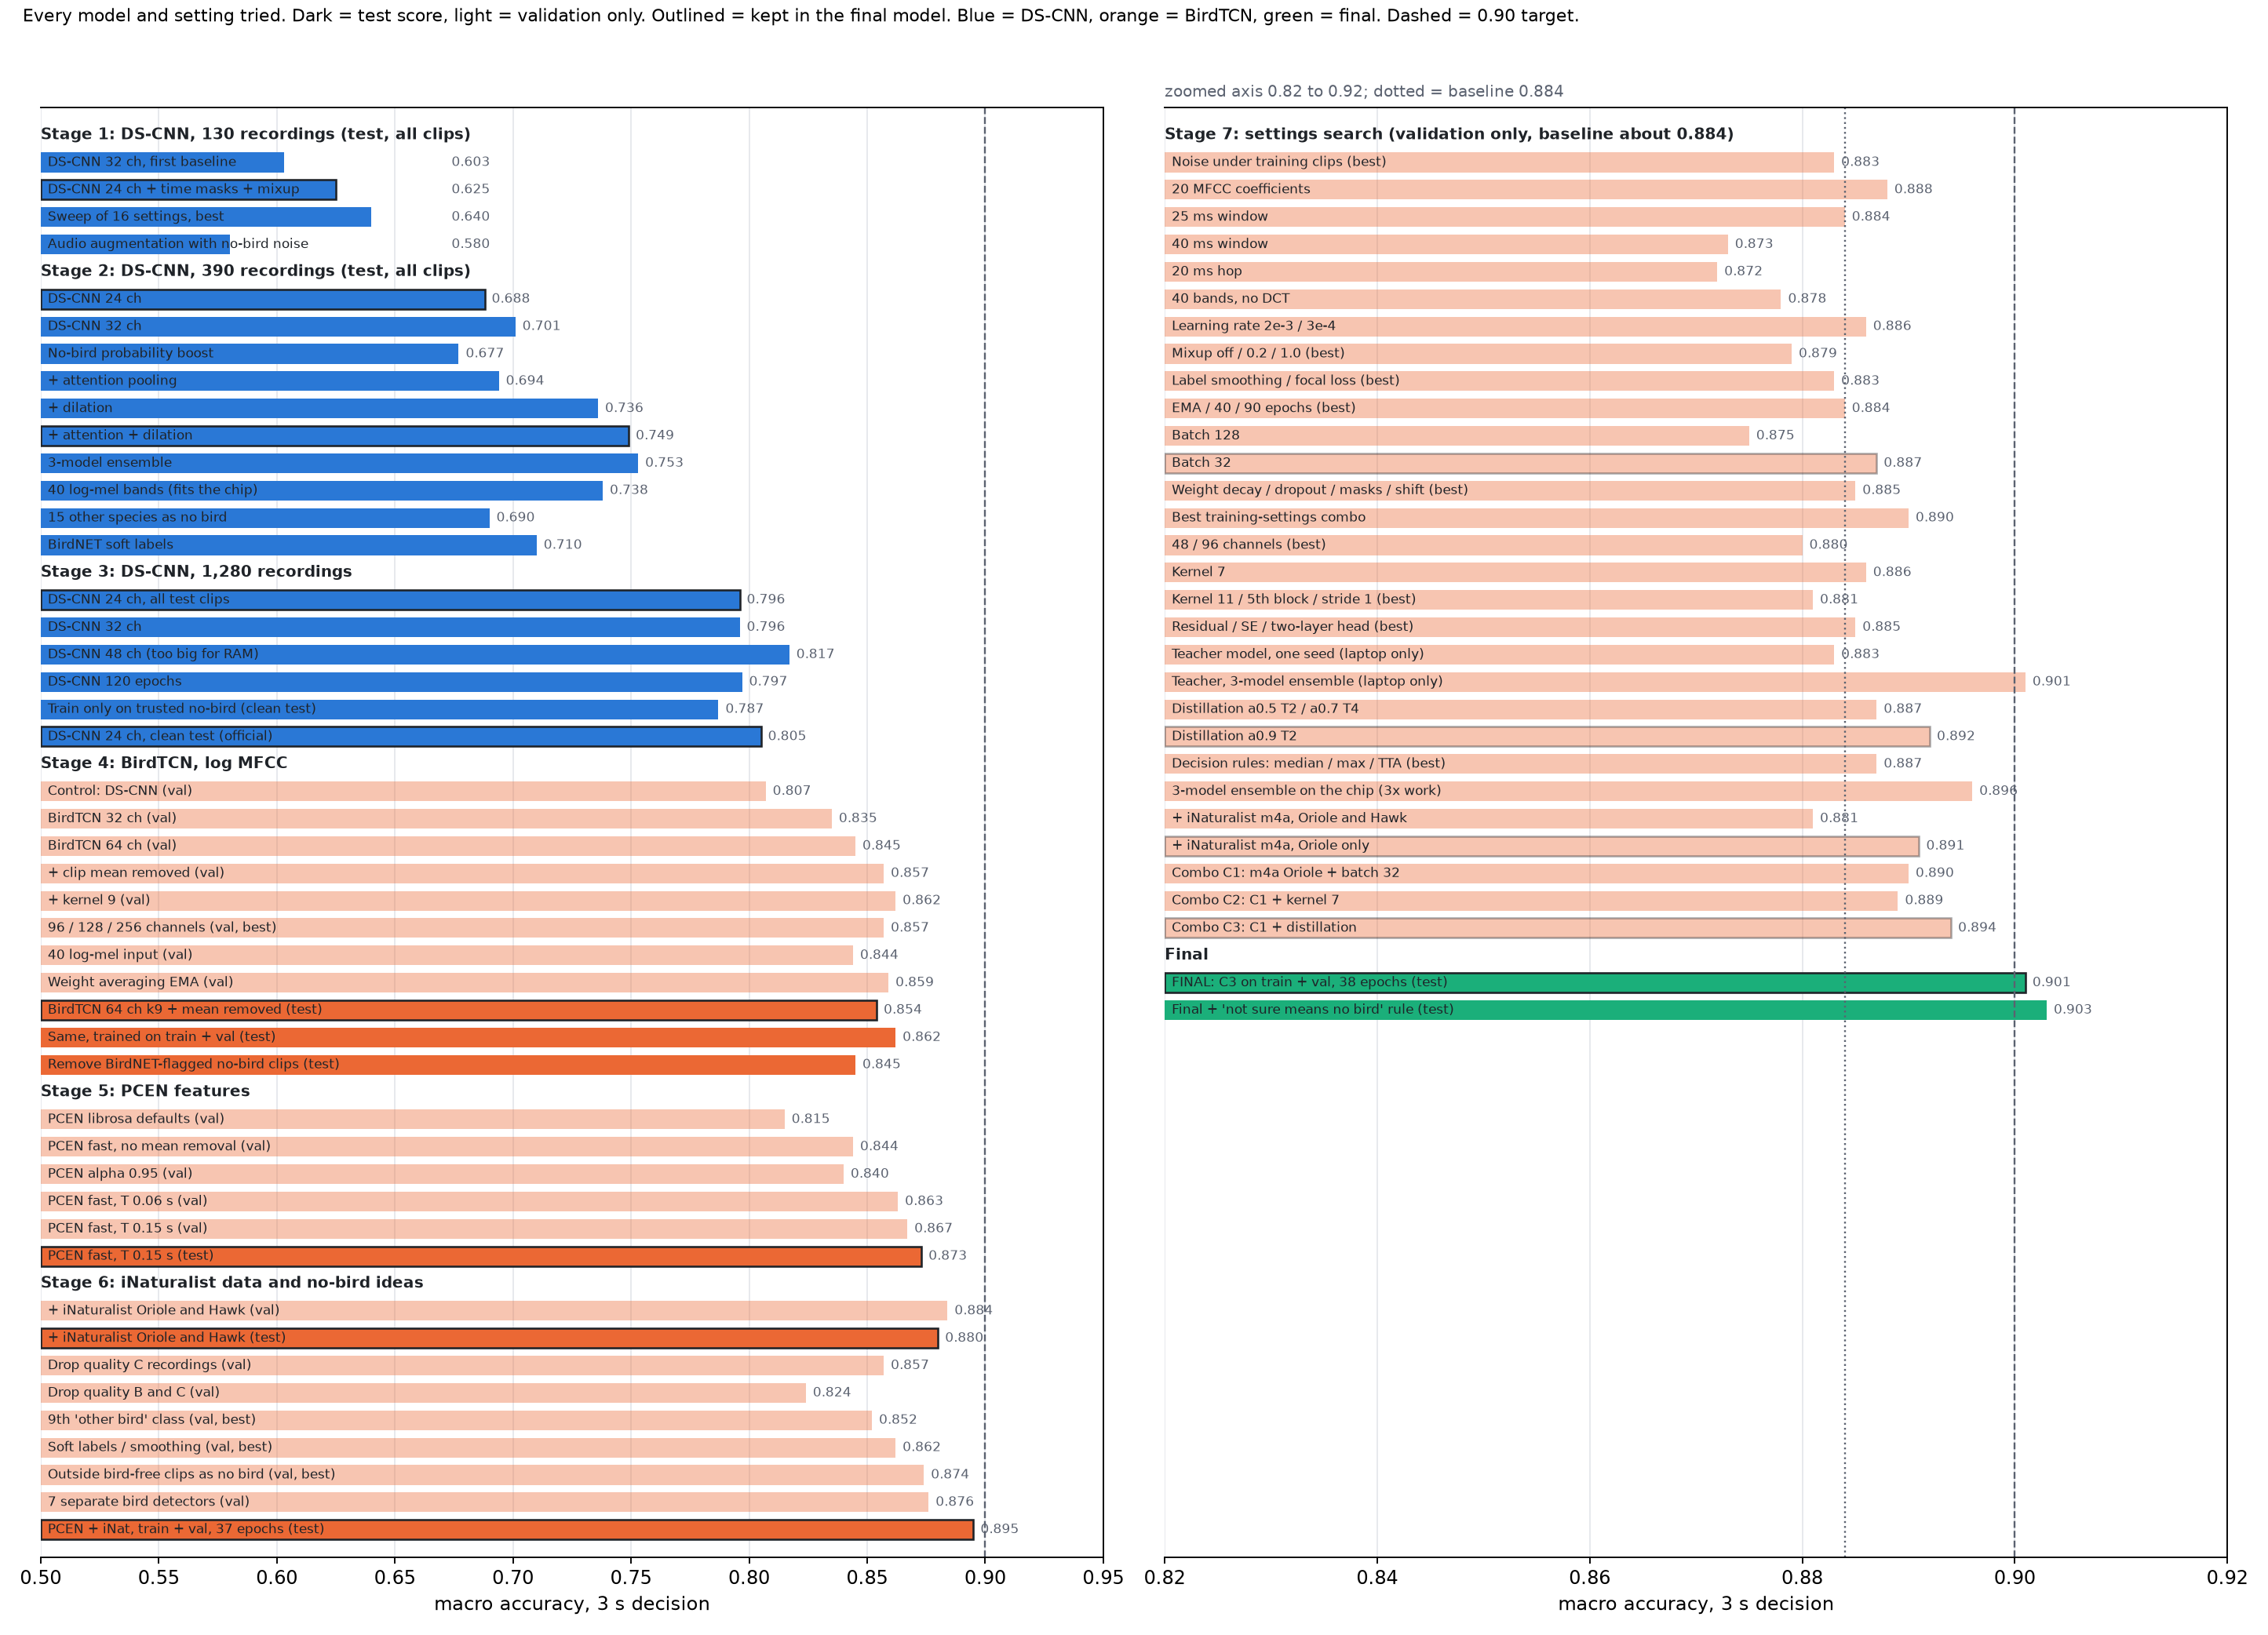 Every model and setting tried. Dark = test score, light = validation only. Outlined = kept in the final model. Blue = DS-CNN, orange = BirdTCN, green = final. Dashed = 0.90 target.
Stage 1: DS-CNN, 130 recordings (test, all clips)
DS-CNN 32 ch, first baseline 0.603
DS-CNN 24 ch + time masks + mixup 0.625
Sweep of 16 settings, best 0.640
Audio augmentation with no-bird noise 0.580
Stage 2: DS-CNN, 390 recordings (test, all clips)
DS-CNN 24 ch 0.688
DS-CNN 32 ch 0.701
No-bird probability boost 0.677
+ attention pooling 0.694
+ dilation 0.736
+ attention + dilation 0.749
3-model ensemble 0.753
40 log-mel bands (fits the chip) 0.738
15 other species as no bird 0.690
BirdNET soft labels 0.710
Stage 3: DS-CNN, 1,280 recordings
DS-CNN 24 ch, all test clips 0.796
DS-CNN 32 ch 0.796
DS-CNN 48 ch (too big for RAM) 0.817
DS-CNN 120 epochs 0.797
Train only on trusted no-bird (clean test) 0.787
DS-CNN 24 ch, clean test (official) 0.805
Stage 4: BirdTCN, log MFCC
Control: DS-CNN (val) 0.807
BirdTCN 32 ch (val) 0.835
BirdTCN 64 ch (val) 0.845
+ clip mean removed (val) 0.857
+ kernel 9 (val) 0.862
96 / 128 / 256 channels (val, best) 0.857
40 log-mel input (val) 0.844
Weight averaging EMA (val) 0.859
BirdTCN 64 ch k9 + mean removed (test) 0.854
Same, trained on train + val (test) 0.862
Remove BirdNET-flagged no-bird clips (test) 0.845
Stage 5: PCEN features
PCEN librosa defaults (val) 0.815
PCEN fast, no mean removal (val) 0.844
PCEN alpha 0.95 (val) 0.840
PCEN fast, T 0.06 s (val) 0.863
PCEN fast, T 0.15 s (val) 0.867
PCEN fast, T 0.15 s (test) 0.873
Stage 6: iNaturalist data and no-bird ideas
+ iNaturalist Oriole and Hawk (val) 0.884
+ iNaturalist Oriole and Hawk (test) 0.880
Drop quality C recordings (val) 0.857
Drop quality B and C (val) 0.824
9th 'other bird' class (val, best) 0.852
Soft labels / smoothing (val, best) 0.862
Outside bird-free clips as no bird (val, best) 0.874
7 separate bird detectors (val) 0.876
PCEN + iNat, train + val, 37 epochs (test) 0.895
0.50 0.55 0.60 0.65 0.70 0.75 0.80 0.85 0.90 0.95
macro accuracy, 3 s decision
zoomed axis 0.82 to 0.92; dotted = baseline 0.884
Stage 7: settings search (validation only, baseline about 0.884)
Noise under training clips (best) 0.883
20 MFCC coefficients 0.888
25 ms window 0.884
40 ms window 0.873
20 ms hop 0.872
40 bands, no DCT 0.878
Learning rate 2e-3 / 3e-4 0.886
Mixup off / 0.2 / 1.0 (best) 0.879
Label smoothing / focal loss (best) 0.883
EMA / 40 / 90 epochs (best) 0.884
Batch 128 0.875
Batch 32 0.887
Weight decay / dropout / masks / shift (best) 0.885
Best training-settings combo 0.890
48 / 96 channels (best) 0.880
Kernel 7 0.886
Kernel 11 / 5th block / stride 1 (best) 0.881
Residual / SE / two-layer head (best) 0.885
Teacher model, one seed (laptop only) 0.883
Teacher, 3-model ensemble (laptop only) 0.901
Distillation a0.5 T2 / a0.7 T4 0.887
Distillation a0.9 T2 0.892
Decision rules: median / max / TTA (best) 0.887
3-model ensemble on the chip (3x work) 0.896
+ iNaturalist m4a, Oriole and Hawk 0.881
+ iNaturalist m4a, Oriole only 0.891
Combo C1: m4a Oriole + batch 32 0.890
Combo C2: C1 + kernel 7 0.889
Combo C3: C1 + distillation 0.894
Final
FINAL: C3 on train + val, 38 epochs (test) 0.901
Final + 'not sure means no bird' rule (test) 0.903
0.82 0.84 0.86 0.88 0.90 0.92
macro accuracy, 3 s decision